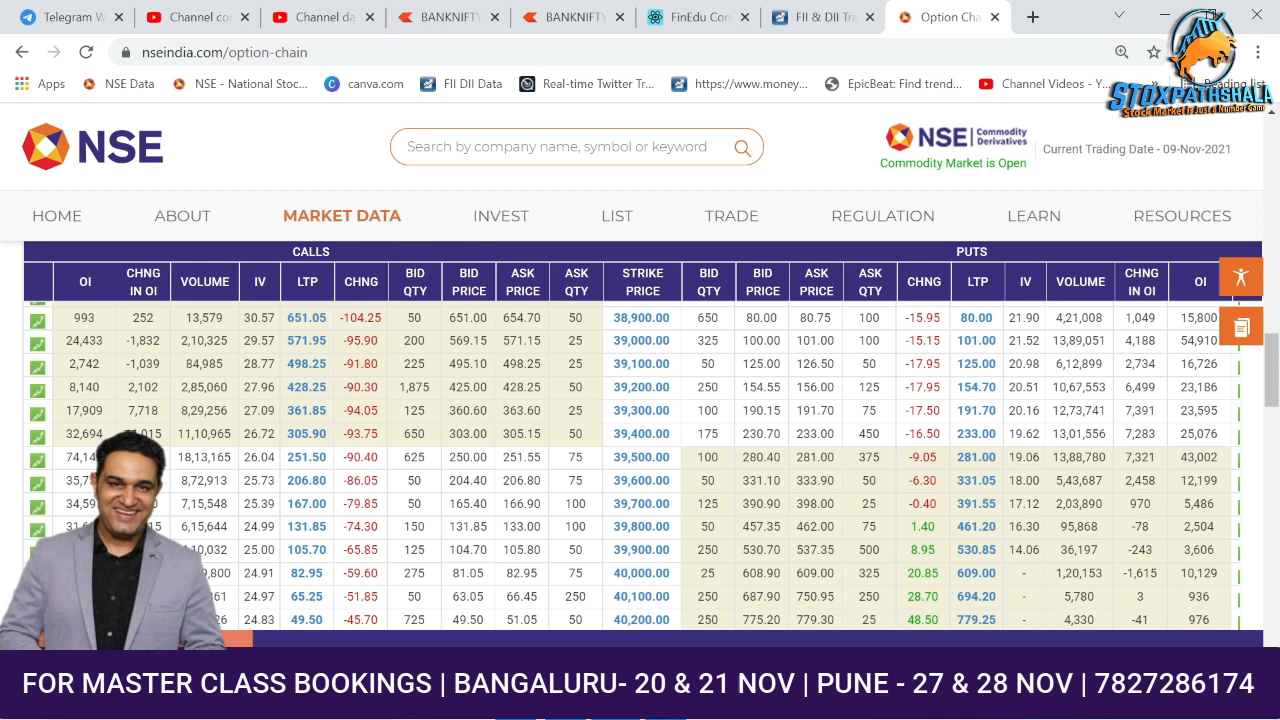 Telegram W
Channel co
Channel da
BANKNIFTY
BANKNIFTY
FinEdu Con
FII & DII Tra
Option Cha
nseindia.com/option-chain
Apps
NSE Data
NSE - National Stoc...
canva.com
FII DII Data
Real-time Twitter Tr...
https://www.money...
EpicBeat: Find trend...
Channel Videos - Y...
Reading list
STOXPATHSHALA
Stock Market is Just a Number Game
NSE
Search by company name, symbol or keyword
NSE | Commodity Derivatives
Commodity Market is Open
Current Trading Date - 09-Nov-2021
HOME ABOUT MARKET DATA INVEST LIST TRADE REGULATION LEARN RESOURCES
CALLS PUTS
OI CHNG IN OI VOLUME IV LTP CHNG BID QTY BID PRICE ASK PRICE ASK QTY STRIKE PRICE BID QTY BID PRICE ASK PRICE ASK QTY CHNG LTP IV VOLUME CHNG IN OI OI
993 252 13,579 30.57 651.05 -104.25 50 651.00 654.70 50 38,900.00 650 80.00 80.75 100 -15.95 80.00 21.90 4,21,008 1,049 15,800
24,433 -1,832 2,10,325 29.57 571.95 -95.90 200 569.15 571.15 25 39,000.00 325 100.00 101.00 100 -15.15 101.00 21.52 13,89,051 4,188 54,910
2,742 -1,039 84,985 28.77 498.25 -91.80 225 495.10 498.25 25 39,100.00 50 125.00 126.50 50 -17.95 125.00 20.98 6,12,899 2,734 16,726
8,140 2,102 2,85,060 27.96 428.25 -90.30 1,875 425.00 428.25 50 39,200.00 250 154.55 156.00 125 -17.95 154.70 20.51 10,67,553 6,499 23,186
17,909 7,718 8,29,256 27.09 361.85 -94.05 125 360.60 363.60 25 39,300.00 100 190.15 191.70 75 -17.50 191.70 20.16 12,73,741 7,391 23,595
32,694 11,10,965 26.72 305.90 -93.75 650 303.00 305.15 50 39,400.00 175 230.70 233.00 450 -16.50 233.00 19.62 13,01,556 7,283 25,076
18,13,165 26.04 251.50 -90.40 625 250.00 251.55 75 39,500.00 100 280.40 281.00 375 -9.05 281.00 19.06 13,88,780 7,321 43,002
8,72,913 25.73 206.80 -86.05 50 204.40 206.80 75 39,600.00 50 331.10 333.90 50 -6.30 331.05 18.00 5,43,687 2,458 12,199
7,15,548 25.39 167.00 -79.85 50 165.40 166.90 100 39,700.00 125 390.90 398.00 25 -0.40 391.55 17.12 2,03,890 970 5,486
6,15,644 24.99 131.85 -74.30 150 131.85 133.00 100 39,800.00 50 457.35 462.00 75 1.40 461.20 16.30 95,868 -78 2,504
25.00 105.70 -65.85 125 104.70 105.80 50 39,900.00 250 530.70 537.35 500 8.95 530.85 14.06 36,197 -243 3,606
24.91 82.95 -59.60 275 81.05 82.95 75 40,000.00 25 608.90 609.00 325 20.85 609.00 - 1,20,153 -1,615 10,129
24.97 65.25 -51.85 50 63.05 66.45 250 40,100.00 250 687.90 750.95 250 28.70 694.20 - 5,780 3 936
24.83 49.50 -45.70 725 49.50 51.05 50 40,200.00 250 775.20 779.30 25 48.50 779.25 - 4,330 -41 976
FOR MASTER CLASS BOOKINGS | BANGALURU- 20 & 21 NOV | PUNE - 27 & 28 NOV | 7827286174